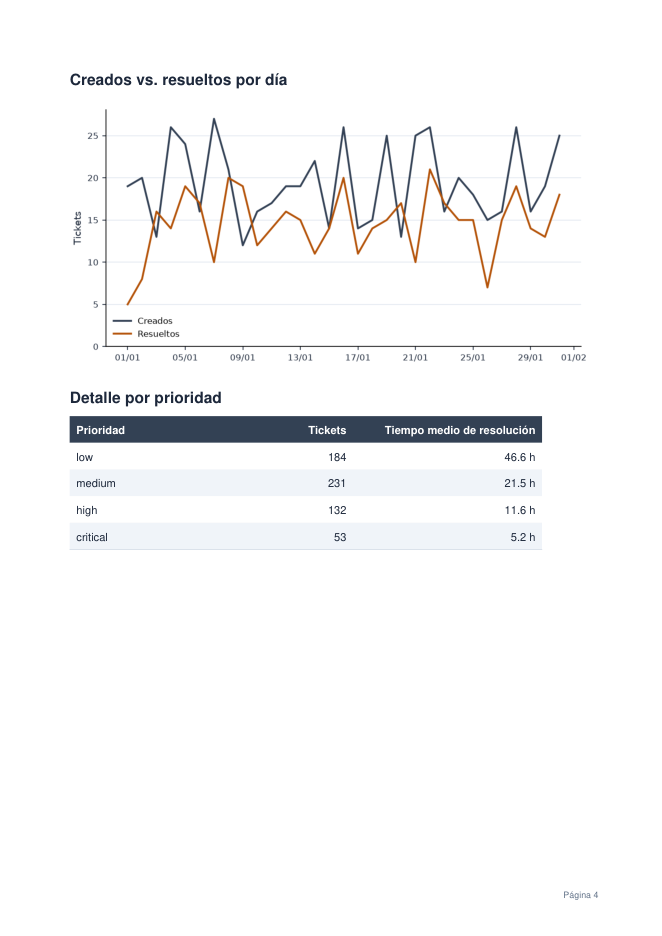 Creados vs. resueltos por día
25
20
15
10
5
0
Tickets
Creados
Resueltos
01/01 05/01 09/01 13/01 17/01 21/01 25/01 29/01 01/02
Detalle por prioridad
Prioridad Tickets Tiempo medio de resolución
low 184 46.6 h
medium 231 21.5 h
high 132 11.6 h
critical 53 5.2 h
Página 4